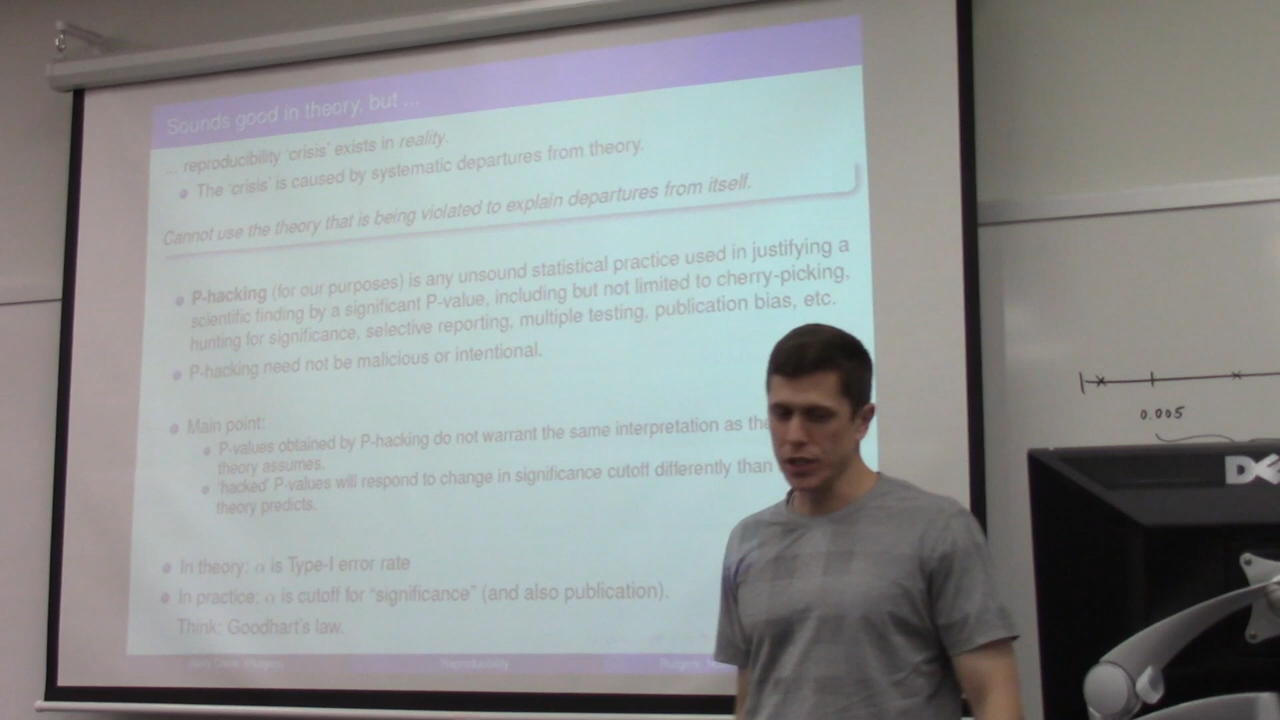 Sounds good in theory, but ...
... reproducibility ‘crisis’ exists in reality.
The ‘crisis’ is caused by systematic departures from theory.
Cannot use the theory that is being violated to explain departures from itself.
P-hacking (for our purposes) is any unsound statistical practice used in justifying a
scientific finding by a significant P-value, including but not limited to cherry-picking,
hunting for significance, selective reporting, multiple testing, publication bias, etc.
P-hacking need not be malicious or intentional.
Main point:
P-values obtained by P-hacking do not warrant the same interpretation as the
theory assumes.
‘hacked’ P-values will respond to change in significance cutoff differently than
theory predicts.
In theory: α is Type-I error rate
In practice: α is cutoff for “significance” (and also publication).
Think: Goodhart's law.
Reproducibility
0.005